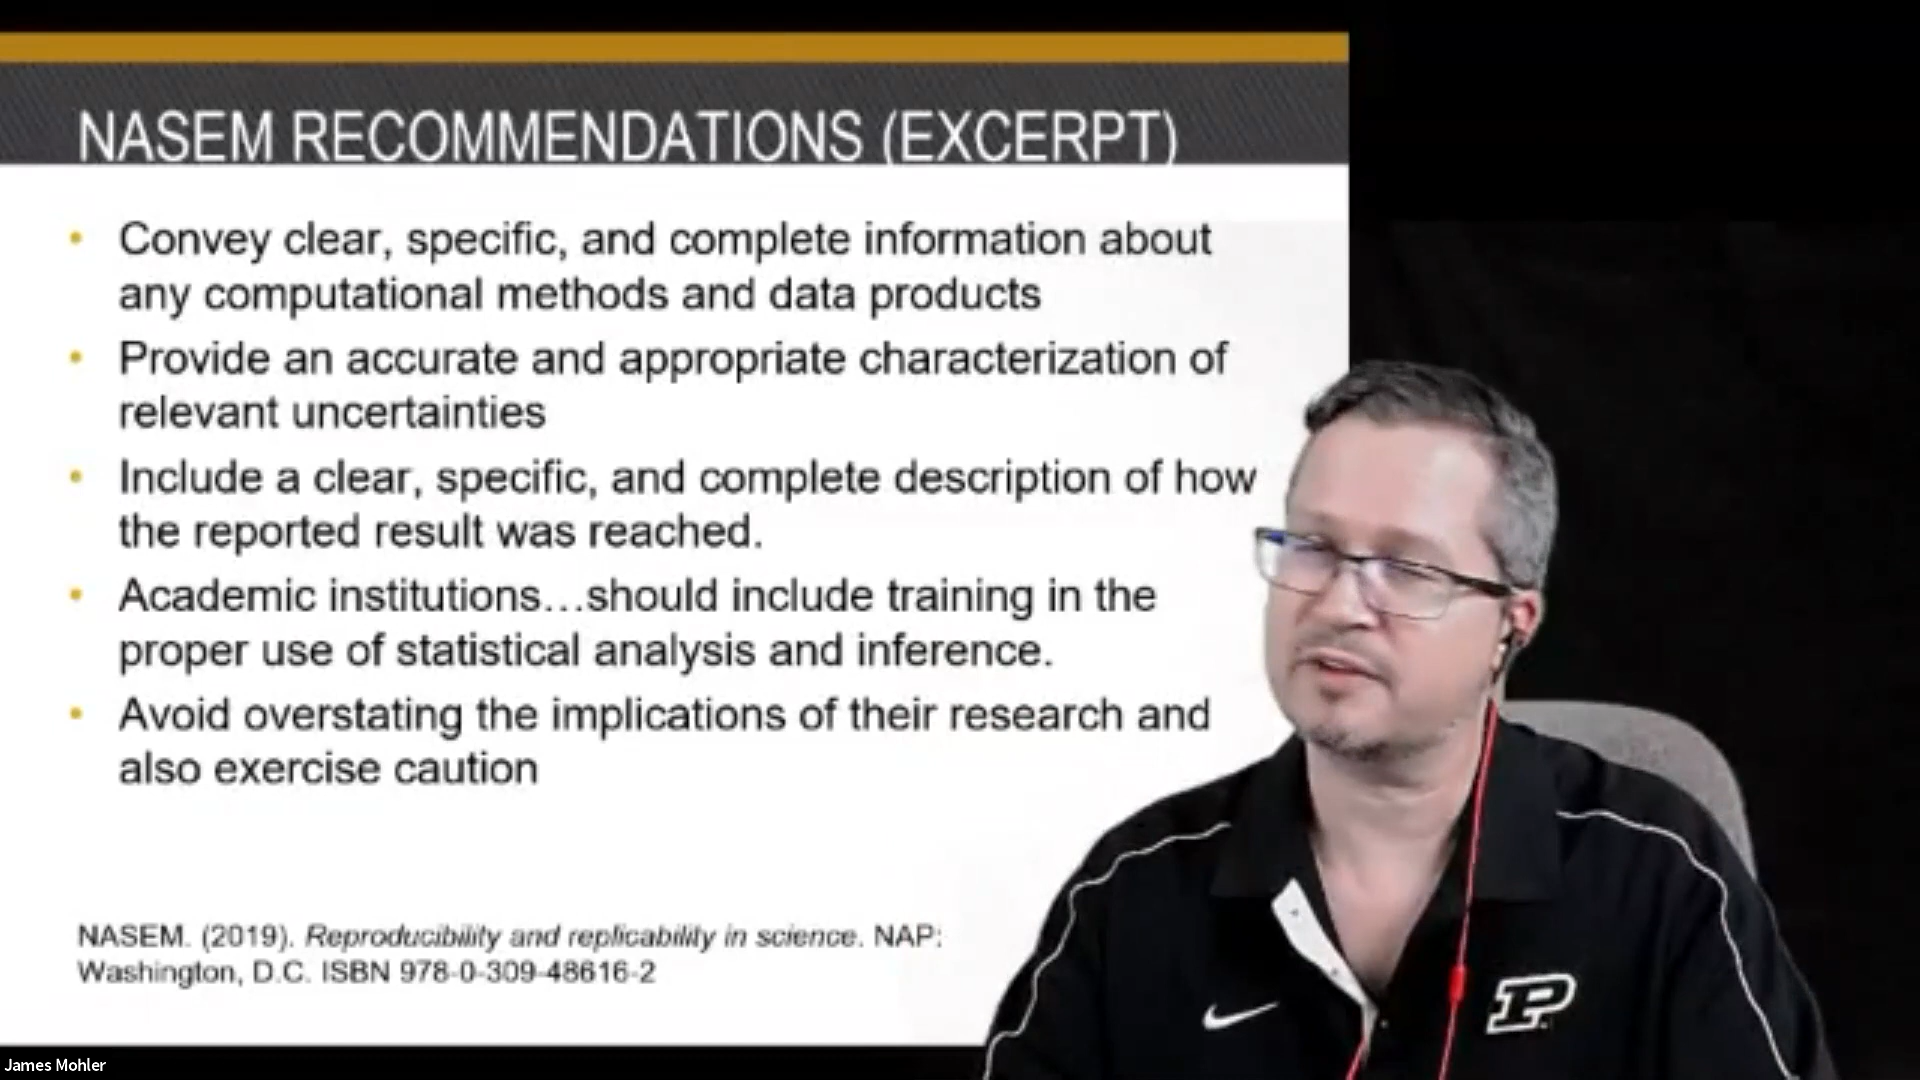 NASEM RECOMMENDATIONS (EXCERPT)
• Convey clear, specific, and complete information about
any computational methods and data products
• Provide an accurate and appropriate characterization of
relevant uncertainties
• Include a clear, specific, and complete description of how
the reported result was reached.
• Academic institutions…should include training in the
proper use of statistical analysis and inference.
• Avoid overstating the implications of their research and
also exercise caution
NASEM. (2019). Reproducibility and replicability in science. NAP:
Washington, D.C. ISBN 978-0-309-48616-2
P
James Mohler